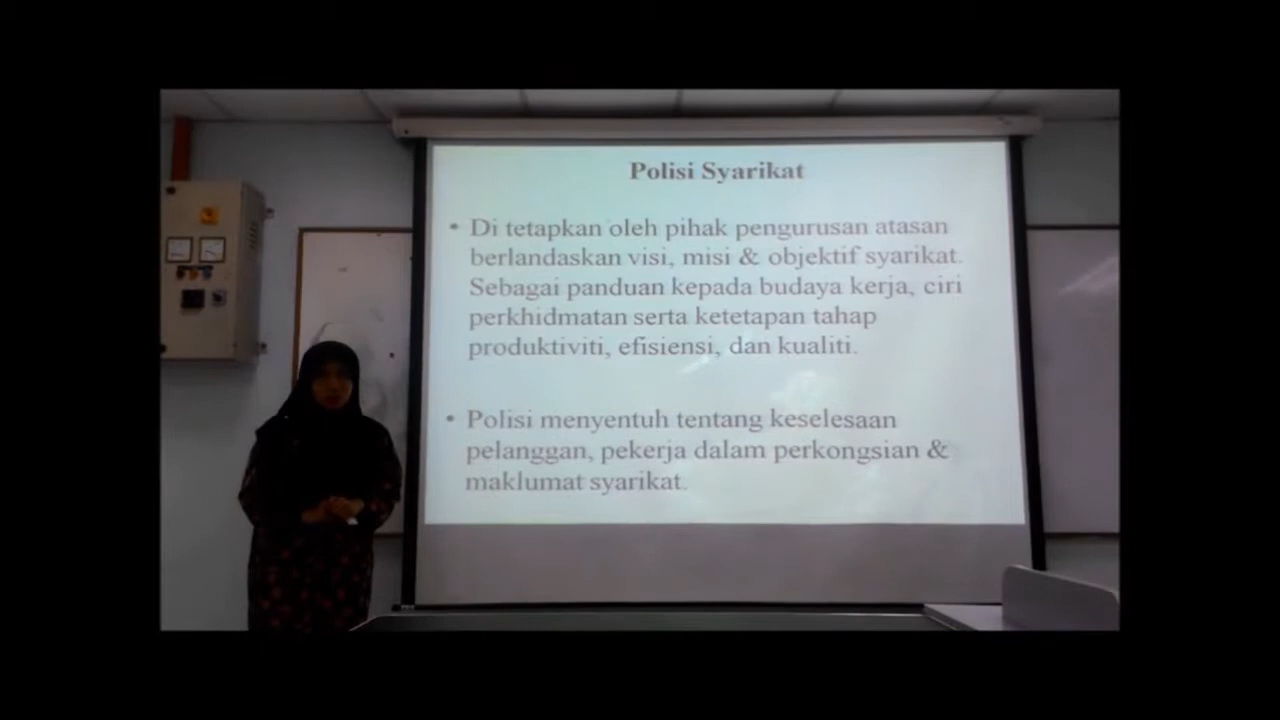 Polisi Syarikat
• Di tetapkan oleh pihak pengurusan atasan
berlandaskan visi, misi & objektif syarikat.
Sebagai panduan kepada budaya kerja, ciri
perkhidmatan serta ketetapan tahap
produktiviti, efisiensi, dan kualiti.
• Polisi menyentuh tentang keselesaan
pelanggan, pekerja dalam perkongsian &
maklumat syarikat.